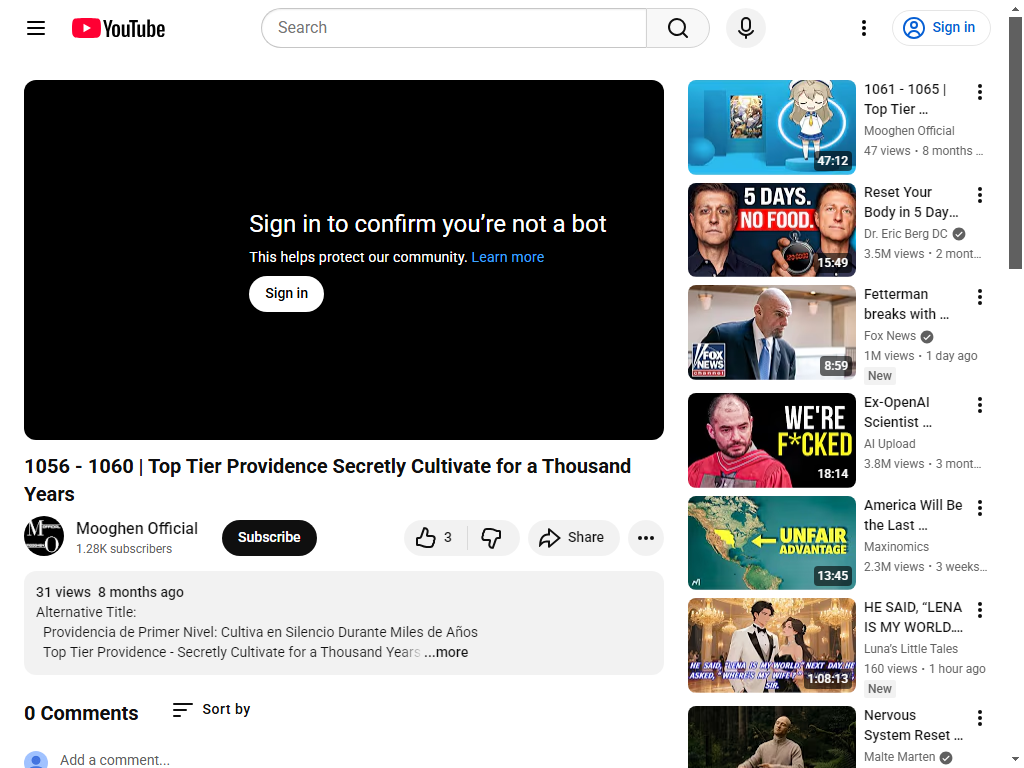 YouTube
Search
Sign in
Sign in to confirm you’re not a bot
This helps protect our community. Learn more
Sign in
1056 - 1060 | Top Tier Providence Secretly Cultivate for a Thousand
Years
Mooghen Official
1.28K subscribers
Subscribe
3
Share
31 views 8 months ago
Alternative Title:
Providencia de Primer Nivel: Cultiva en Silencio Durante Miles de Años
Top Tier Providence - Secretly Cultivate for a Thousand Years ...more
0 Comments
Sort by
Add a comment...
47:12
1061 - 1065 |
Top Tier ...
Mooghen Official
47 views • 8 months ...
5 DAYS.
NO FOOD.
15:49
Reset Your
Body in 5 Day...
Dr. Eric Berg DC
3.5M views • 2 mont...
FOX
NEWS
channel
8:59
Fetterman
breaks with ...
Fox News
1M views • 1 day ago
New
WE'RE
F*CKED
18:14
Ex-OpenAI
Scientist ...
AI Upload
3.8M views • 3 mont...
UNFAIR
ADVANTAGE
13:45
America Will Be
the Last ...
Maxinomics
2.3M views • 3 weeks...
HE SAID, "LENA IS MY WORLD." NEXT DAY, HE
ASKED, "WHERE'S MY WIFE?"
SIR.
1:08:13
HE SAID, “LENA
IS MY WORLD....
Luna’s Little Tales
160 views • 1 hour ago
New
Nervous
System Reset ...
Malte Marten